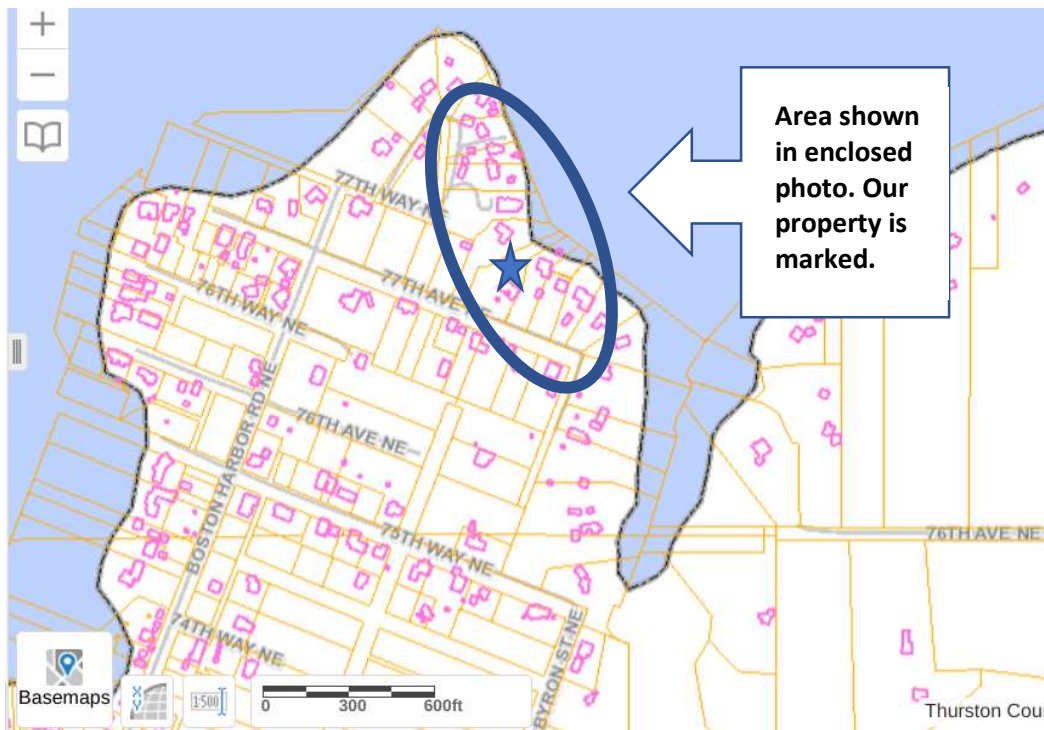 +
−
Area shown
in enclosed
photo. Our
property is
marked.
77TH WAY NE
77TH AVE NE
76TH WAY NE
76TH AVE NE
BOSTON HARBOR RD NE
75TH WAY NE
76TH AVE NE
74TH WAY NE
BYRON ST NE
Basemaps
X Y
1:500
0 300 600ft
Thurston Cou